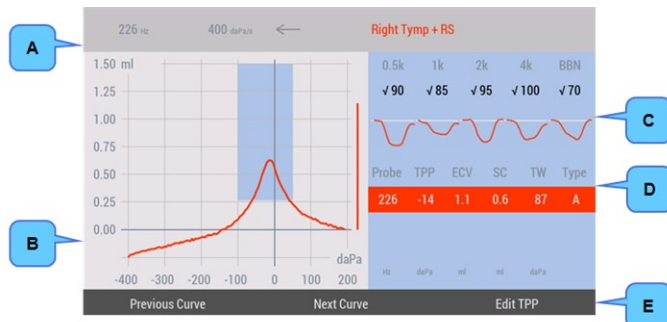 A
226 Hz 400 daPa/s Right Tymp + RS
1.50 ml
1.25
1.00
0.75
0.50
0.25
0.00
daPa
-400 -300 -200 -100 0 100 200
0.5k 1k 2k 4k BBN
√ 90 √ 85 √ 95 √ 100 √ 70
C
Probe TPP ECV SC TW Type
226 -14 1.1 0.6 87 A
D
B
Hz daPa ml ml daPa
Previous Curve Next Curve Edit TPP
E